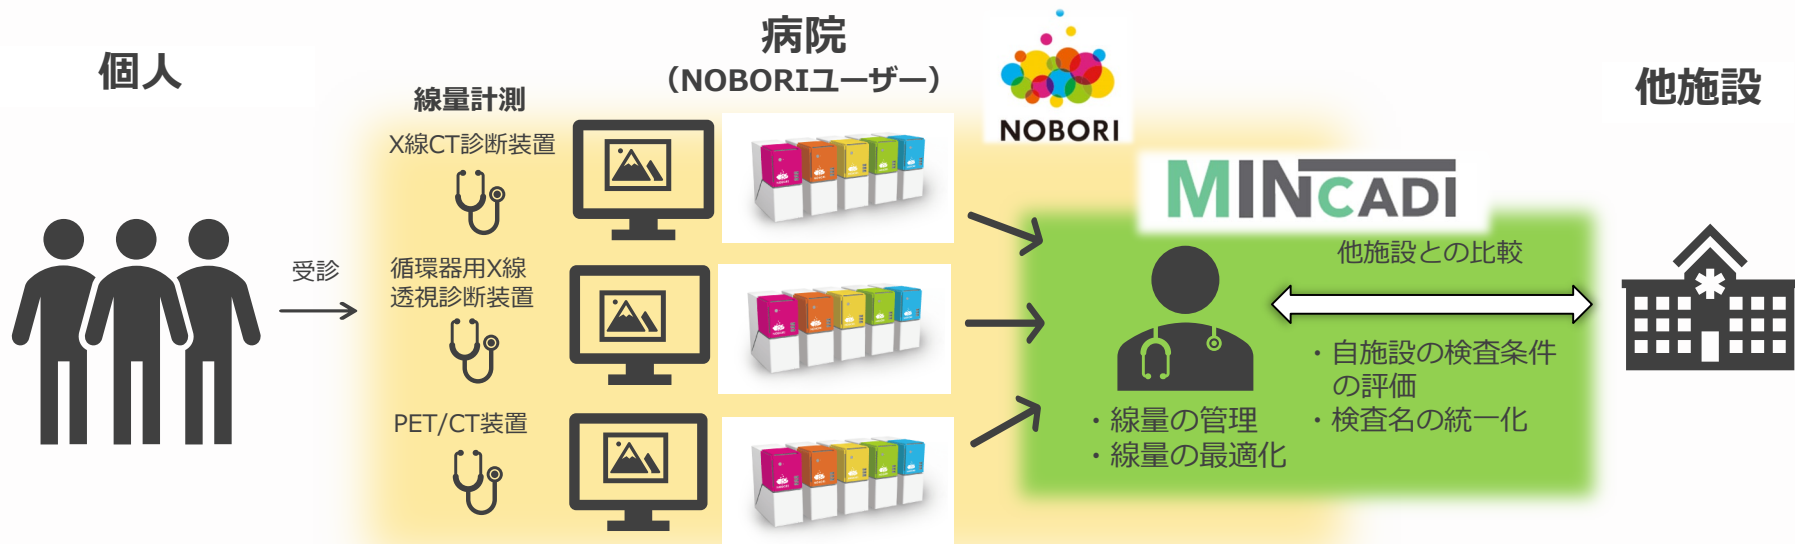 個人
病院
（NOBORIユーザー）
NOBORI
他施設
線量計測
X線CT診断装置
受診
循環器用X線
透視診断装置
PET/CT装置
MINCADI
他施設との比較
・線量の管理
・線量の最適化
・自施設の検査条件
の評価
・検査名の統一化